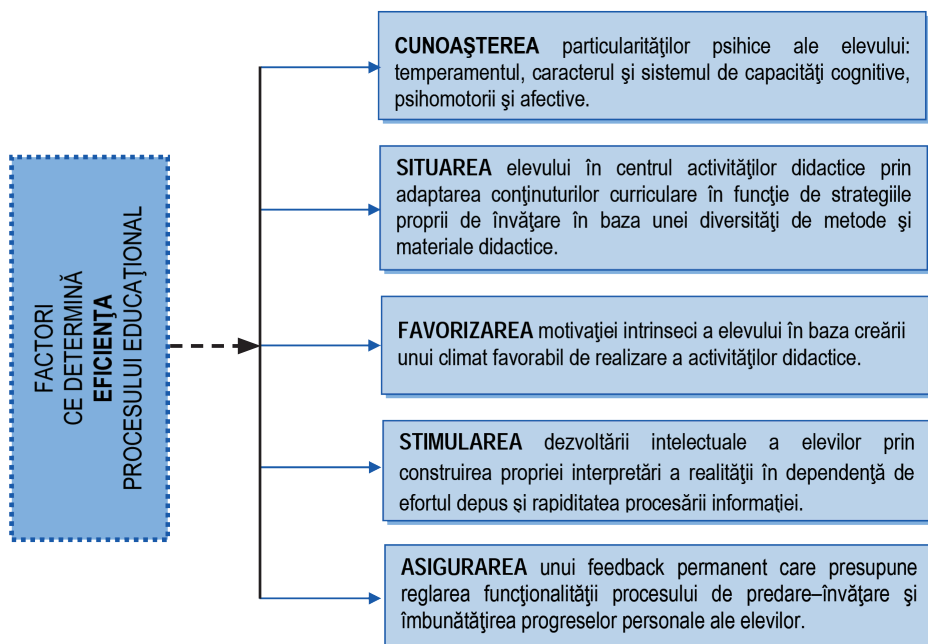 FACTORI
CE DETERMINĂ
EFICIENŢA
PROCESULUI EDUCAŢIONAL
CUNOAŞTEREA particularităţilor psihice ale elevului:
temperamentul, caracterul şi sistemul de capacităţi cognitive,
psihomotorii şi afective.
SITUAREA elevului în centrul activităţilor didactice prin
adaptarea conţinuturilor curriculare în funcţie de strategiile
proprii de învăţare în baza unei diversităţi de metode şi
materiale didactice.
FAVORIZAREA motivaţiei intrinseci a elevului în baza creării
unui climat favorabil de realizare a activităţilor didactice.
STIMULAREA dezvoltării intelectuale a elevilor prin
construirea propriei interpretări a realităţii în dependenţă de
efortul depus şi rapiditatea procesării informaţiei.
ASIGURAREA unui feedback permanent care presupune
reglarea funcţionalităţii procesului de predare–învăţare şi
îmbunătăţirea progreselor personale ale elevilor.